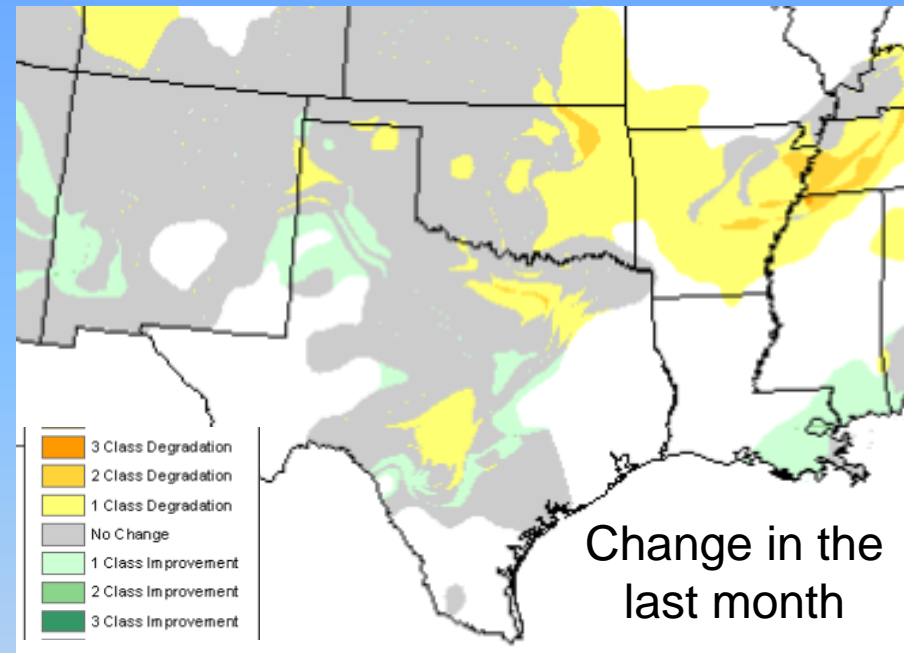 3 Class Degradation
2 Class Degradation
1 Class Degradation
No Change
1 Class Improvement
2 Class Improvement
3 Class Improvement
Change in the
last month